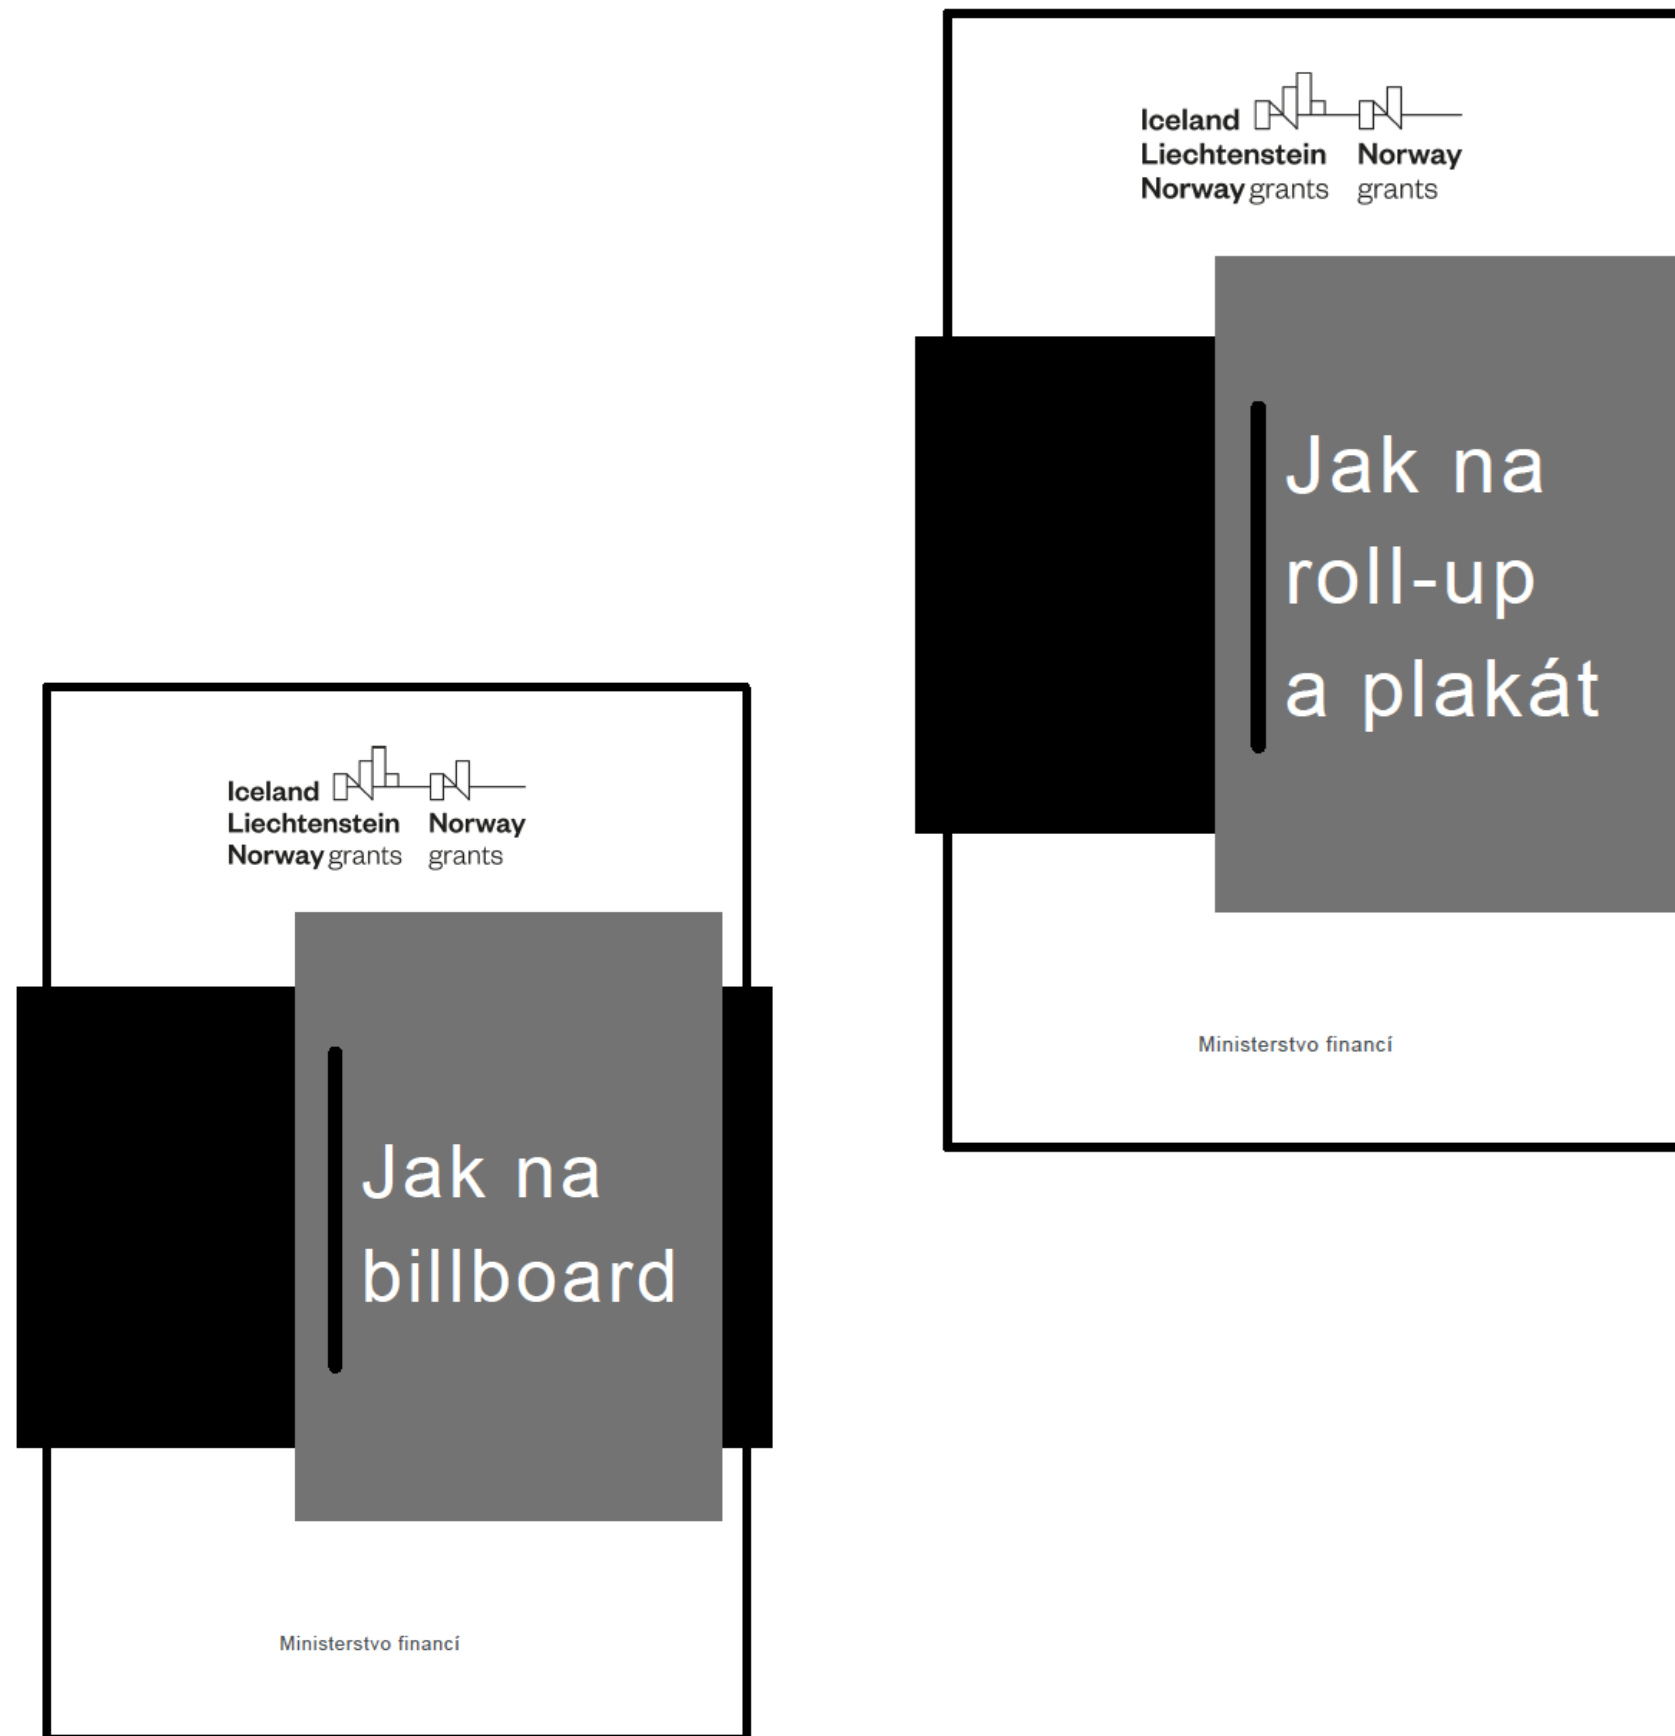 Iceland
Liechtenstein Norway
Norway grants grants
Jak na
roll-up
a plakát
Ministerstvo financí
Iceland
Liechtenstein Norway
Norway grants grants
Jak na
billboard
Ministerstvo financí